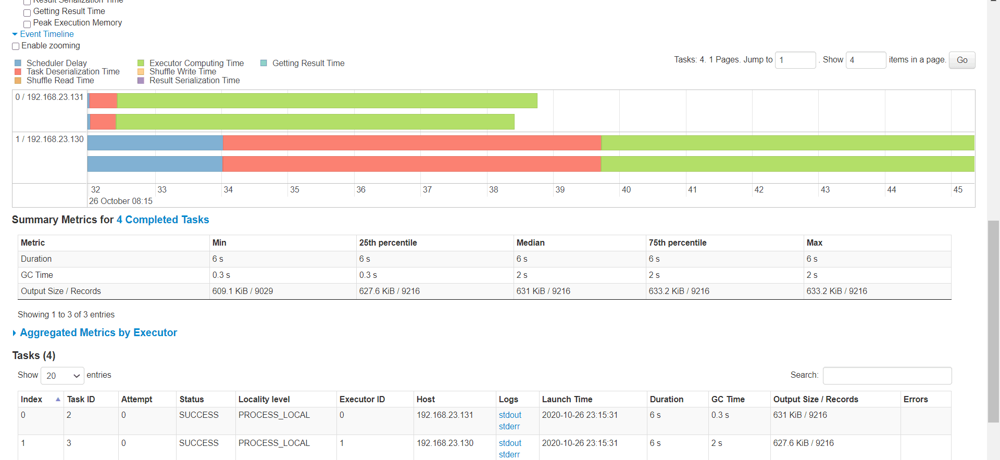 Result Serialization Time
Getting Result Time
Peak Execution Memory
Event Timeline
Enable zooming
Scheduler Delay Executor Computing Time Getting Result Time
Task Deserialization Time Shuffle Write Time
Shuffle Read Time Result Serialization Time
Tasks: 4. 1 Pages. Jump to 1 . Show 4 items in a page. Go
0 / 192.168.23.131
1 / 192.168.23.130
32 33 34 35 36 37 38 39 40 41 42 43 44 45
26 October 08:15
Summary Metrics for 4 Completed Tasks
Metric Min 25th percentile Median 75th percentile Max
Duration 6 s 6 s 6 s 6 s 6 s
GC Time 0.3 s 0.3 s 2 s 2 s 2 s
Output Size / Records 609.1 KiB / 9029 627.6 KiB / 9216 631 KiB / 9216 633.2 KiB / 9216 633.2 KiB / 9216
Showing 1 to 3 of 3 entries
Aggregated Metrics by Executor
Tasks (4)
Show 20 entries Search:
Index Task ID Attempt Status Locality level Executor ID Host Logs Launch Time Duration GC Time Output Size / Records Errors
0 2 0 SUCCESS PROCESS_LOCAL 0 192.168.23.131 stdout 2020-10-26 23:15:31 6 s 0.3 s 631 KiB / 9216
stderr
1 3 0 SUCCESS PROCESS_LOCAL 1 192.168.23.130 stdout 2020-10-26 23:15:31 6 s 2 s 627.6 KiB / 9216
stderr